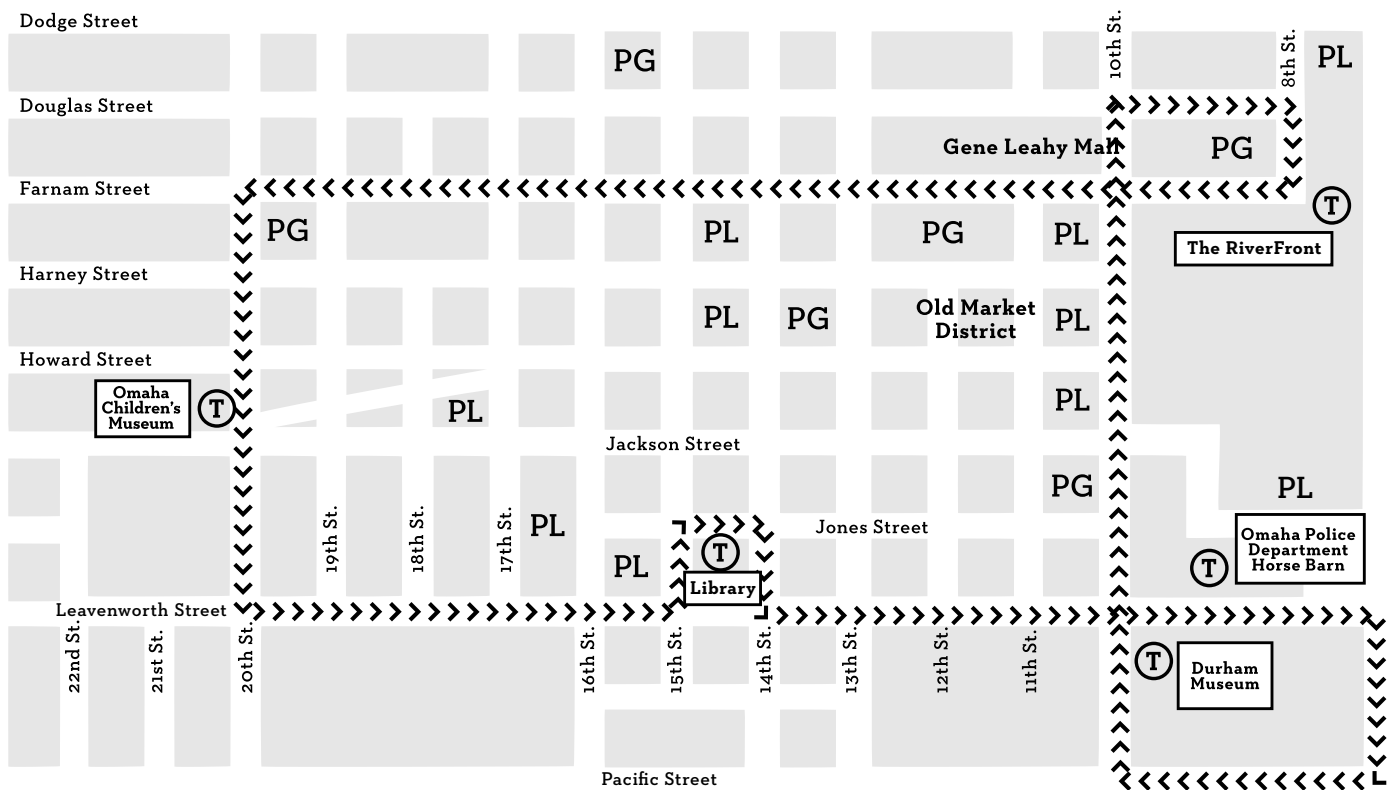 Dodge Street
10th St.
8th St.
PG
PL
Douglas Street
Gene Leahy Mall
PG
Farnam Street
T
PG
PL
PG
PL
The RiverFront
Harney Street
Old Market
District
PL
PG
PL
Howard Street
Omaha
Children's
Museum
T
PL
PL
Jackson Street
PG
PL
19th St.
18th St.
17th St.
PL
Jones Street
Omaha Police
Department
Horse Barn
T
T
PL
Library
Leavenworth Street
22nd St.
21st St.
20th St.
16th St.
15th St.
14th St.
13th St.
12th St.
11th St.
T
Durham
Museum
Pacific Street